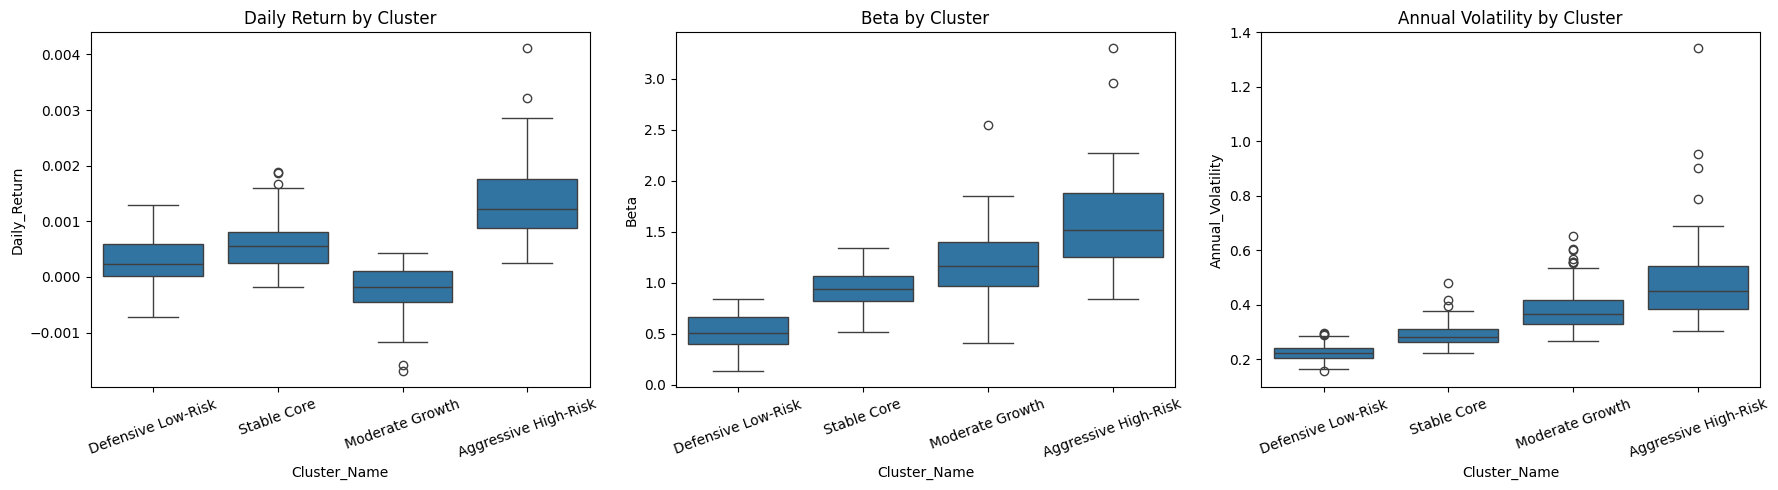 Daily Return by Cluster
Daily_Return
0.004
0.003
0.002
0.001
0.000
−0.001
Defensive Low-Risk
Stable Core
Moderate Growth
Aggressive High-Risk
Cluster_Name
Beta by Cluster
Beta
3.0
2.5
2.0
1.5
1.0
0.5
0.0
Defensive Low-Risk
Stable Core
Moderate Growth
Aggressive High-Risk
Cluster_Name
Annual Volatility by Cluster
Annual_Volatility
1.4
1.2
1.0
0.8
0.6
0.4
0.2
Defensive Low-Risk
Stable Core
Moderate Growth
Aggressive High-Risk
Cluster_Name